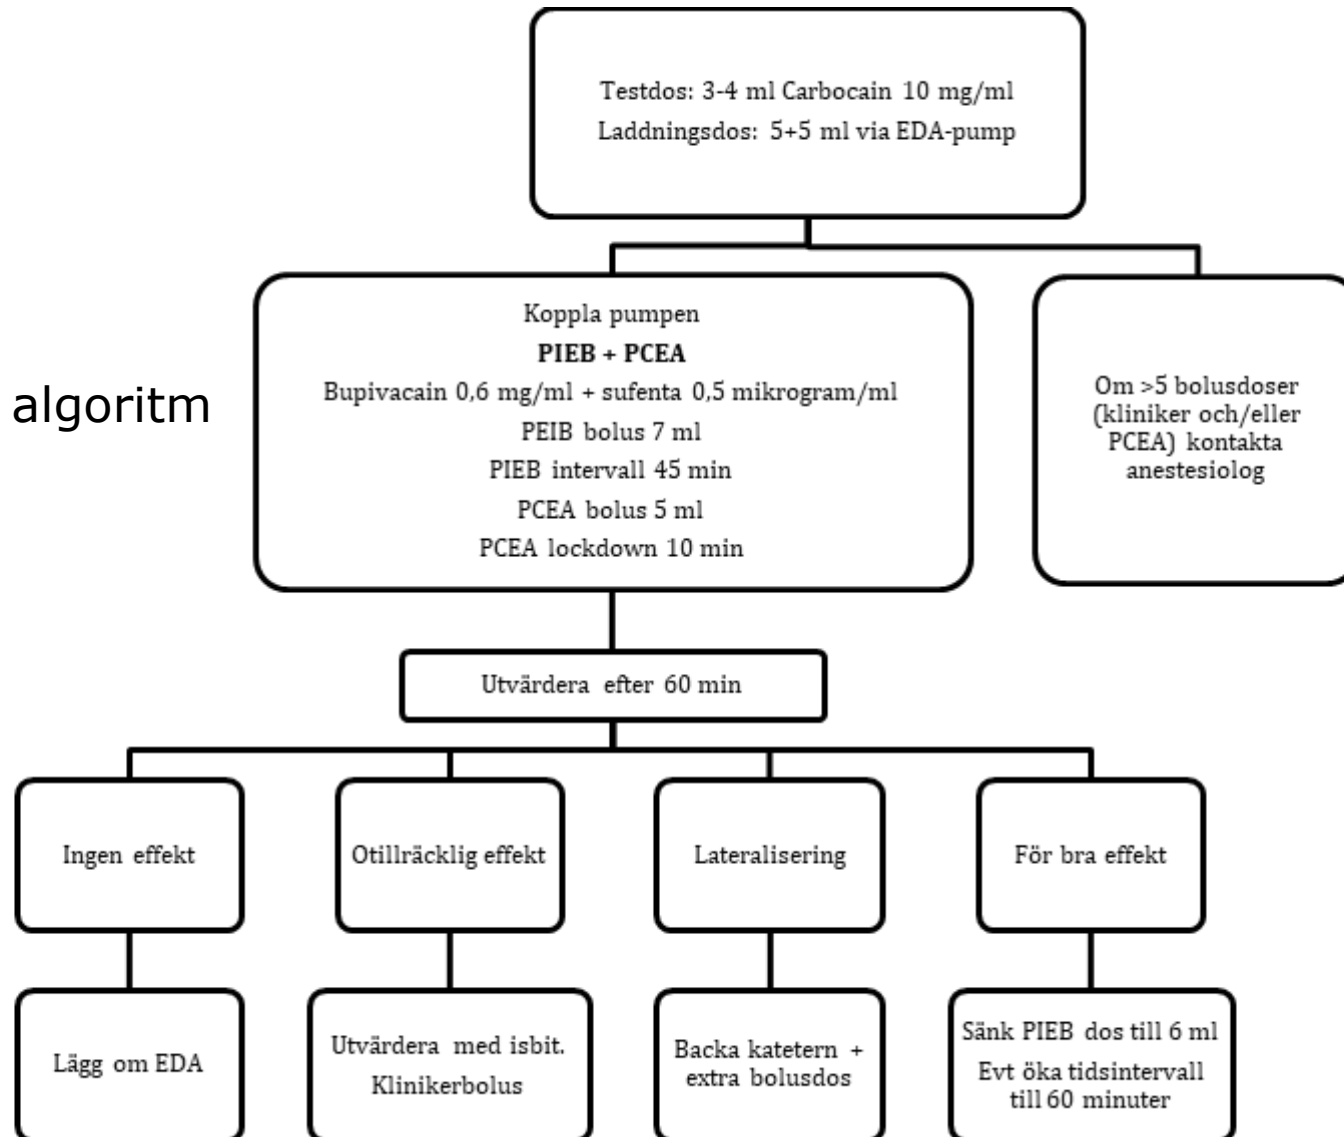 Testdos: 3-4 ml Carbocain 10 mg/ml
Laddningsdos: 5+5 ml via EDA-pump
algoritm
Koppla pumpen
PIEB + PCEA
Bupivacain 0,6 mg/ml + sufenta 0,5 mikrogram/ml
PEIB bolus 7 ml
PIEB intervall 45 min
PCEA bolus 5 ml
PCEA lockdown 10 min
Om >5 bolusdoser
(kliniker och/eller
PCEA) kontakta
anestesiolog
Utvärdera efter 60 min
Ingen effekt
Otillräcklig effekt
Lateralisering
För bra effekt
Lägg om EDA
Utvärdera med isbit.
Klinikerbolus
Backa katetern +
extra bolusdos
Sänk PIEB dos till 6 ml
Evt öka tidsintervall
till 60 minuter